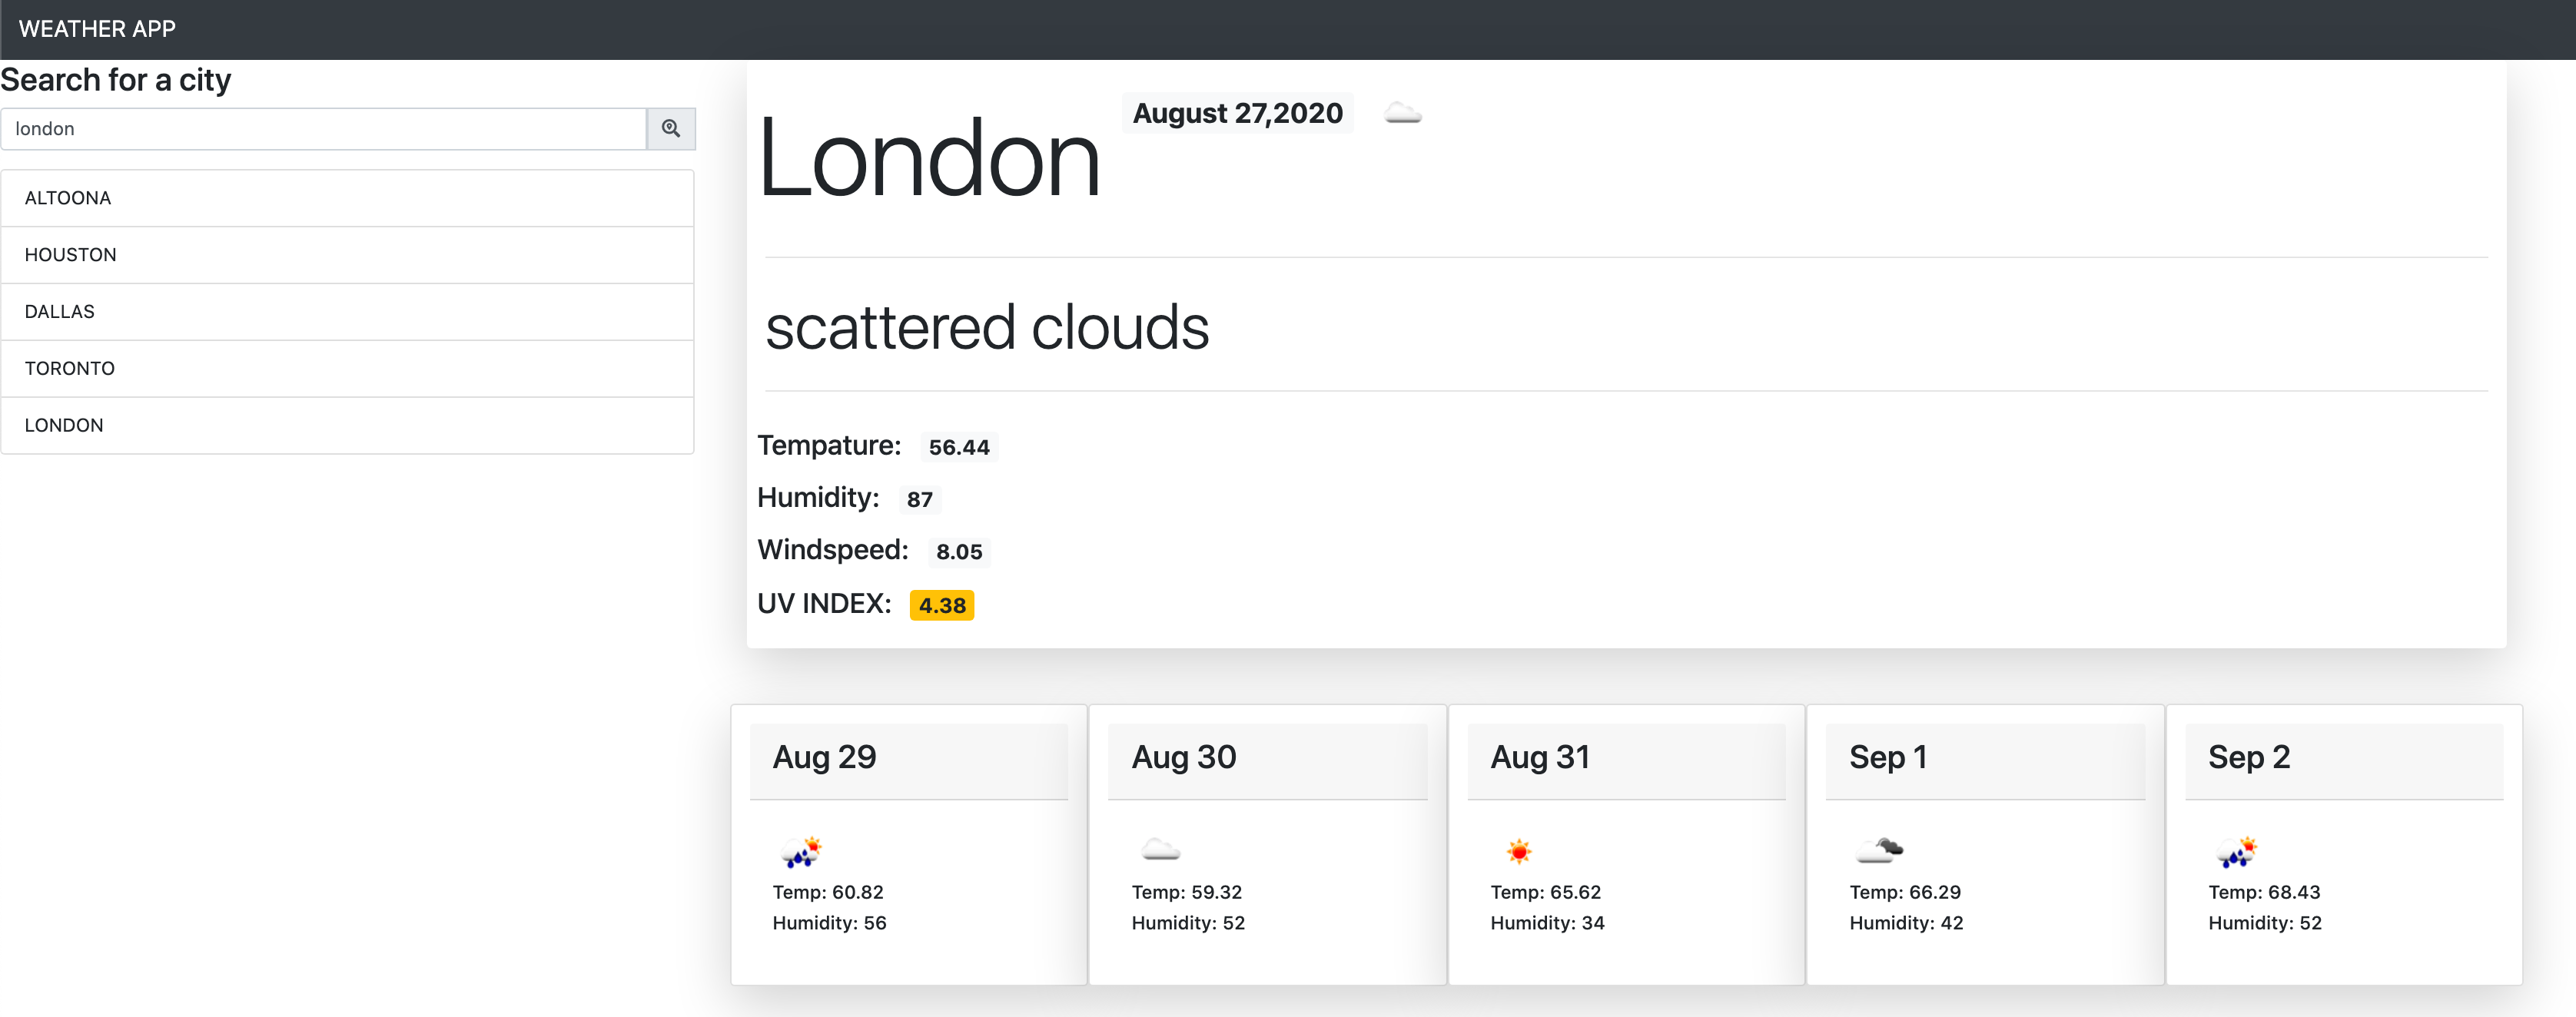 WEATHER APP
Search for a city
london
ALTOONA
HOUSTON
DALLAS
TORONTO
LONDON
London August 27,2020
scattered clouds
Tempature: 56.44
Humidity: 87
Windspeed: 8.05
UV INDEX: 4.38
Aug 29
Temp: 60.82
Humidity: 56
Aug 30
Temp: 59.32
Humidity: 52
Aug 31
Temp: 65.62
Humidity: 34
Sep 1
Temp: 66.29
Humidity: 42
Sep 2
Temp: 68.43
Humidity: 52